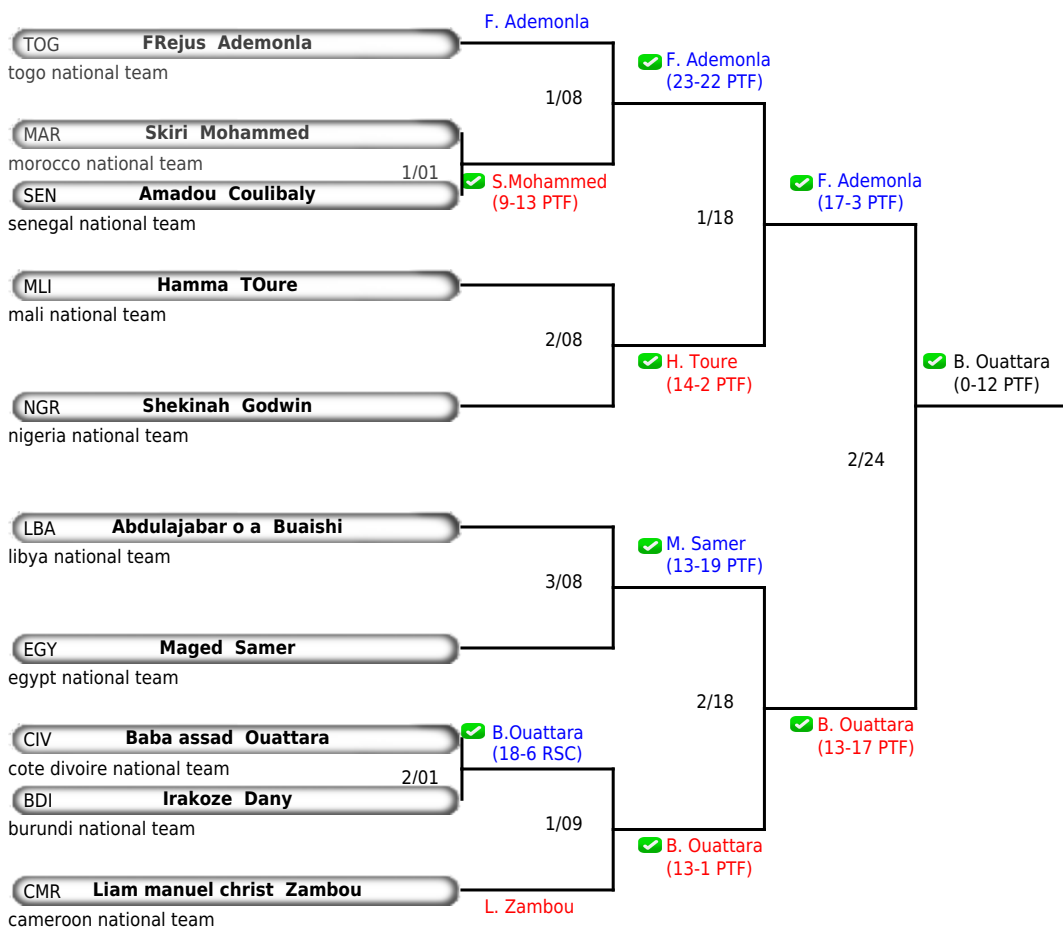 F. Ademonla
TOG FRejus Ademonla
togo national team
F. Ademonla
(23-22 PTF)
1/08
MAR Skiri Mohammed
morocco national team
1/01
S.Mohammed
(9-13 PTF)
SEN Amadou Coulibaly
senegal national team
F. Ademonla
(17-3 PTF)
1/18
MLI Hamma TOure
mali national team
2/08
H. Toure
(14-2 PTF)
B. Ouattara
(0-12 PTF)
NGR Shekinah Godwin
nigeria national team
2/24
LBA Abdulajabar o a Buaishi
libya national team
M. Samer
(13-19 PTF)
3/08
EGY Maged Samer
egypt national team
2/18
CIV Baba assad Ouattara
cote divoire national team
B.Ouattara
(18-6 RSC)
B. Ouattara
(13-17 PTF)
2/01
BDI Irakoze Dany
burundi national team
1/09
B. Ouattara
(13-1 PTF)
CMR Liam manuel christ Zambou
cameroon national team
L. Zambou